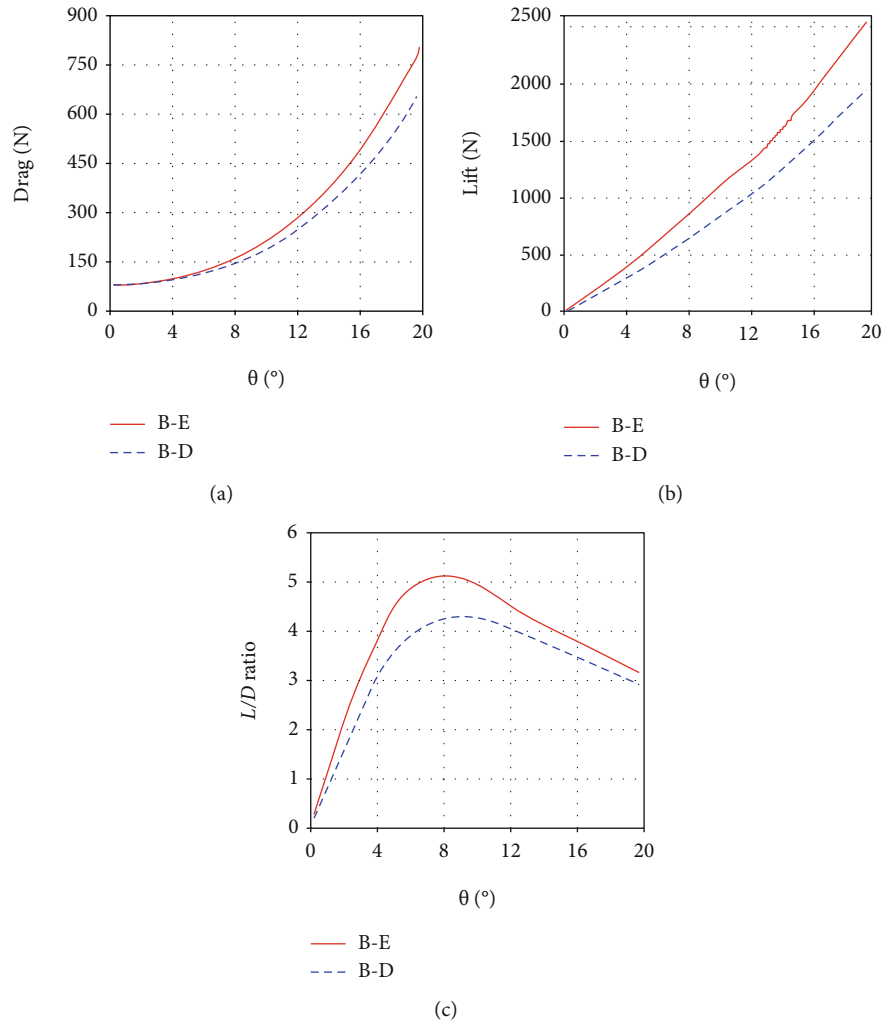 900
750
600
450
300
150
0
Drag (N)
0 4 8 12 16 20
θ (°)
B-E
B-D
(a)
2500
2000
1500
1000
500
0
Lift (N)
0 4 8 12 16 20
θ (°)
B-E
B-D
(b)
6
5
4
3
2
1
0
L/D ratio
0 4 8 12 16 20
θ (°)
B-E
B-D
(c)